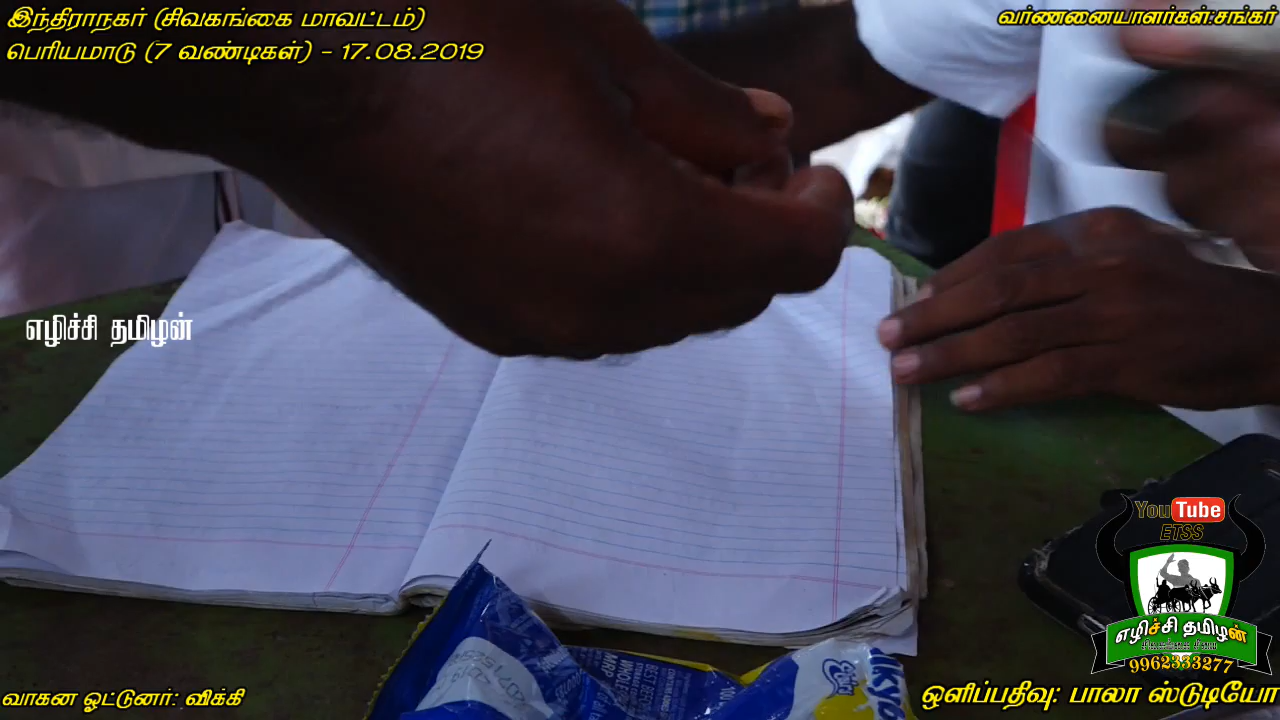 இந்திராநகர் (சிவகங்கை மாவட்டம்)
பெரியமாடு (7 வண்டிகள்) - 17.08.2019
வர்ணனையாளர்கள்:சங்கர்
எழிச்சி தமிழன்
YouTube
ETSS
எழிச்சி தமிழன்
9962333277
வாகன ஓட்டுனர்: விக்கி
ஒளிப்பதிவு: பாலா ஸ்டுடியோ